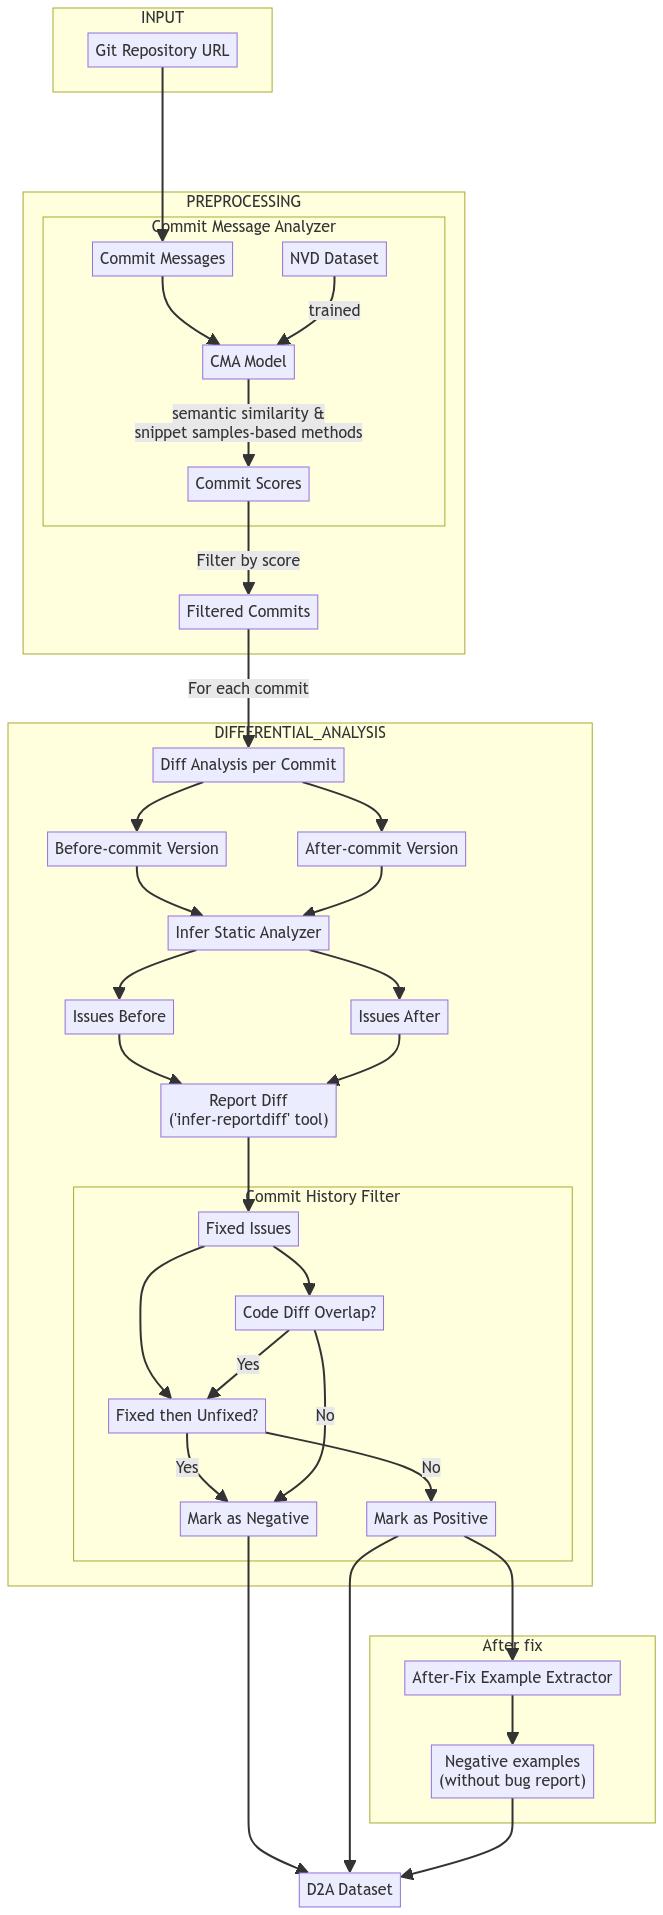 INPUT
Git Repository URL
PREPROCESSING
Commit Message Analyzer
Commit Messages
NVD Dataset
trained
CMA Model
semantic similarity &
snippet samples-based methods
Commit Scores
Filter by score
Filtered Commits
For each commit
DIFFERENTIAL_ANALYSIS
Diff Analysis per Commit
Before-commit Version
After-commit Version
Infer Static Analyzer
Issues Before
Issues After
Report Diff
('infer-reportdiff' tool)
Commit History Filter
Fixed Issues
Code Diff Overlap?
Yes
Fixed then Unfixed?
No
Yes
No
Mark as Negative
Mark as Positive
After fix
After-Fix Example Extractor
Negative examples
(without bug report)
D2A Dataset